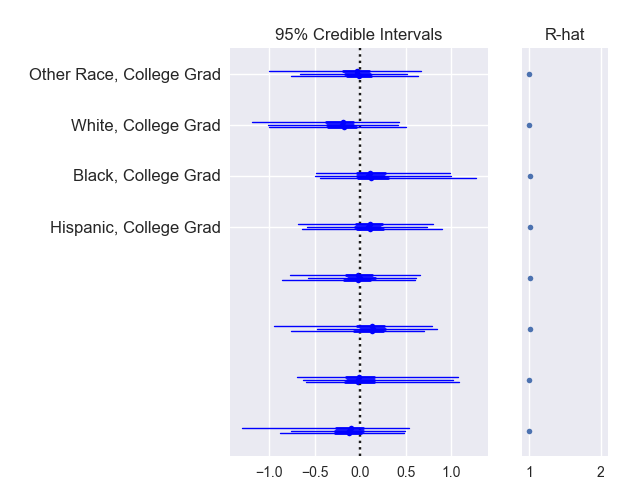 95% Credible Intervals
R-hat
Other Race, College Grad
White, College Grad
Black, College Grad
Hispanic, College Grad
−1.0 −0.5 0.0 0.5 1.0
1 2